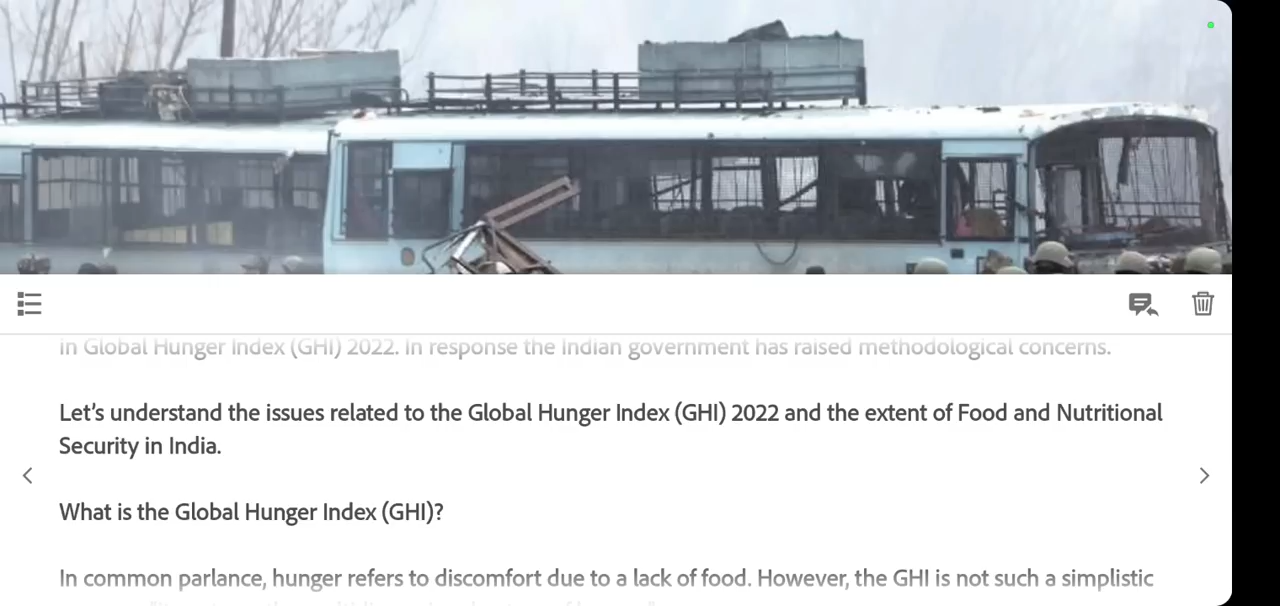 in Global Hunger Index (GHI) 2022. In response the Indian government has raised methodological concerns.
Let’s understand the issues related to the Global Hunger Index (GHI) 2022 and the extent of Food and Nutritional
Security in India.
What is the Global Hunger Index (GHI)?
In common parlance, hunger refers to discomfort due to a lack of food. However, the GHI is not such a simplistic